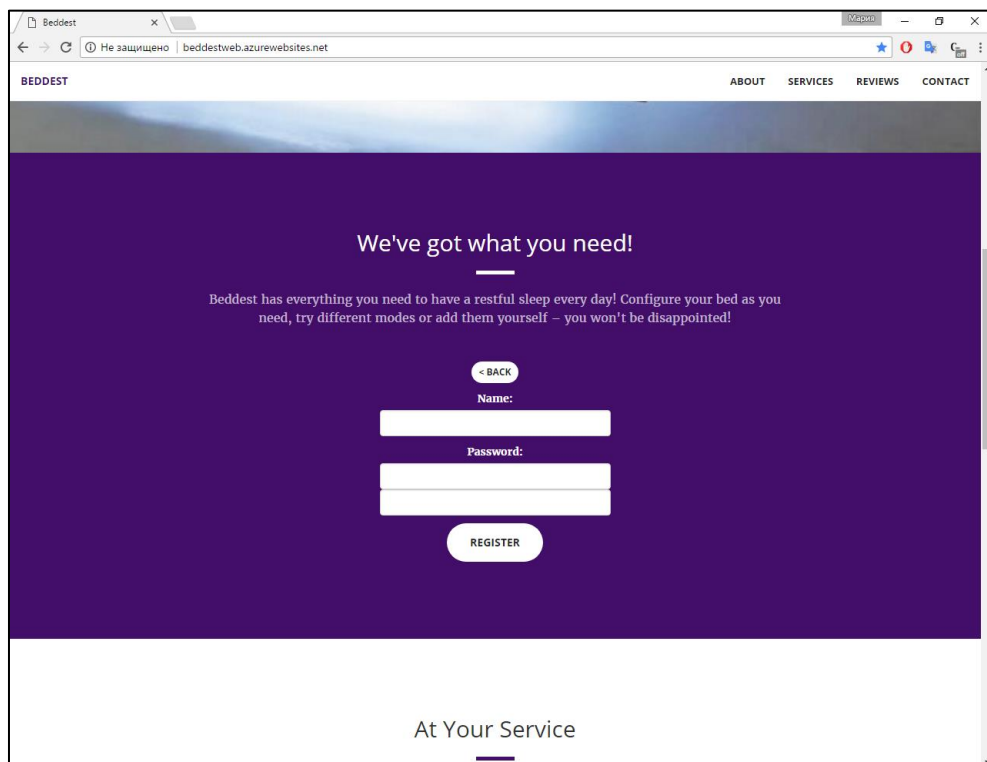 Beddest
Мария
Не защищено
beddestweb.azurewebsites.net
off
BEDDEST
ABOUT
SERVICES
REVIEWS
CONTACT
We've got what you need!
Beddest has everything you need to have a restful sleep every day! Configure your bed as you
need, try different modes or add them yourself – you won't be disappointed!
< BACK
Name:
Password:
REGISTER
At Your Service